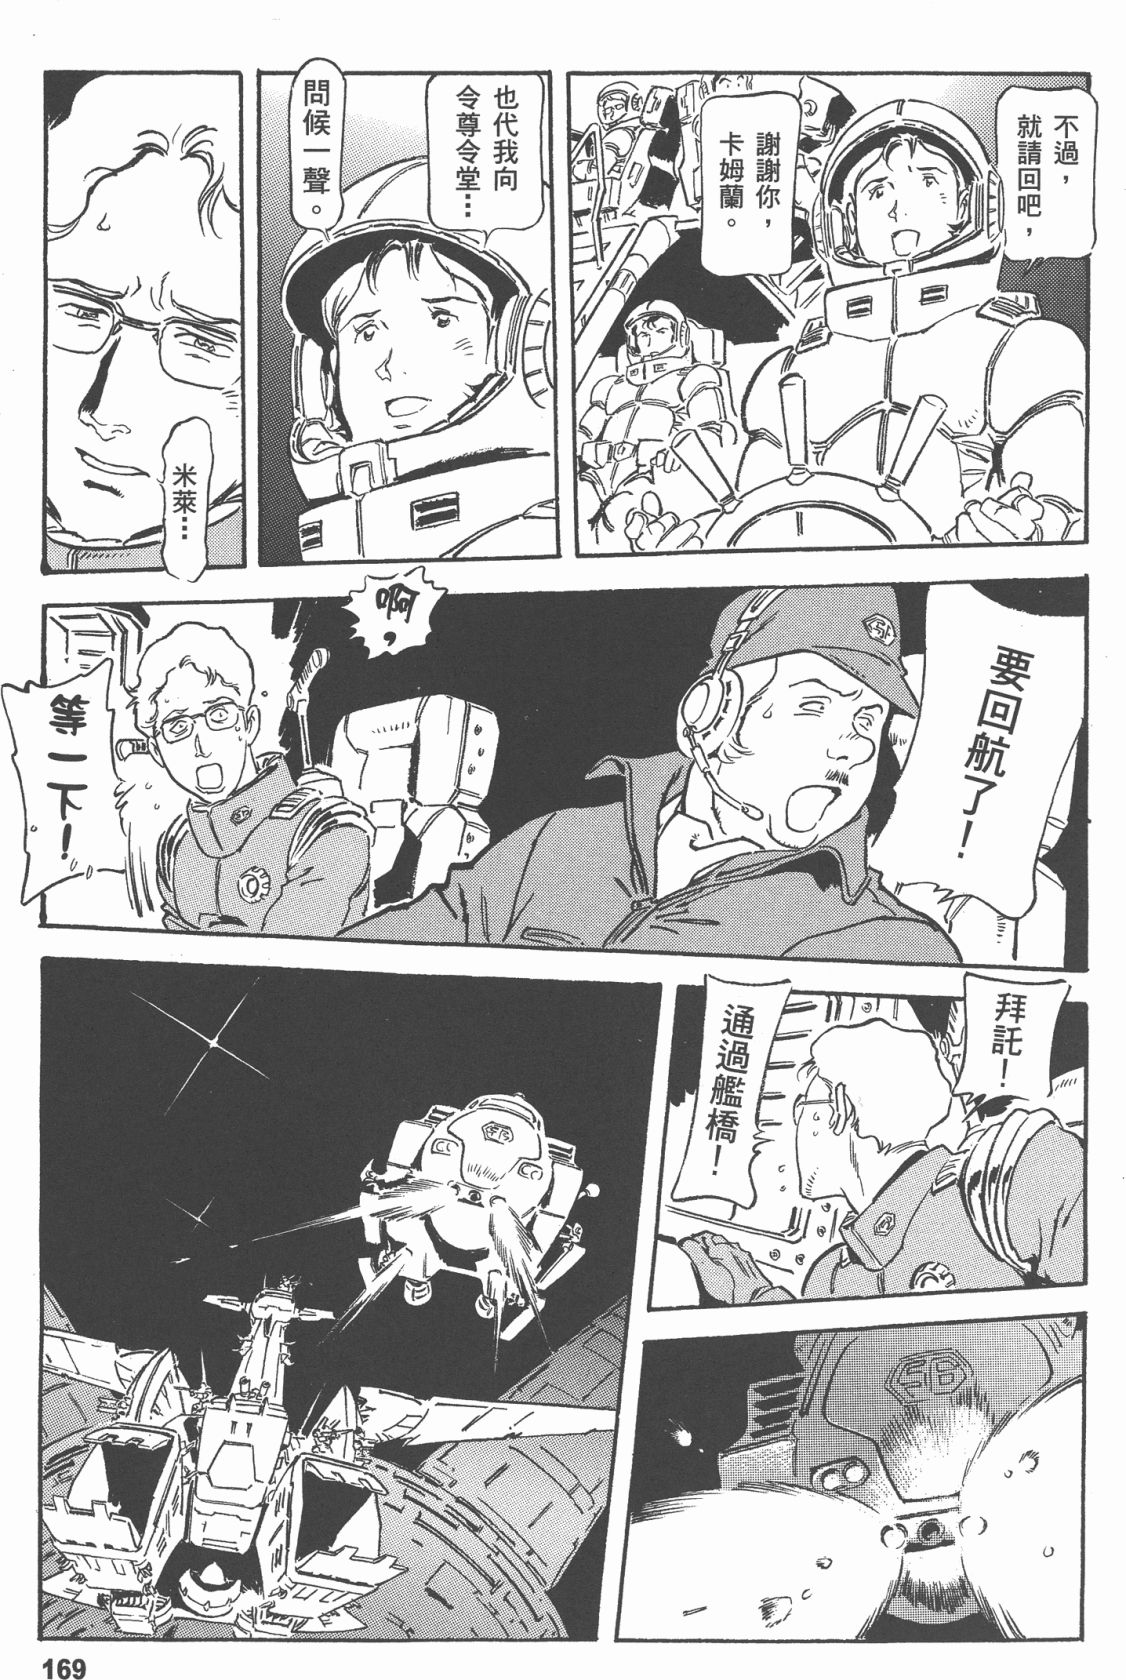 不過，
就請回吧，
謝謝你，
卡姆蘭。
也代我向
令尊令堂⋯
問候一聲。
米萊⋯
要回航了！
啊，
等一下！
拜託！
通過艦橋！
SB
169